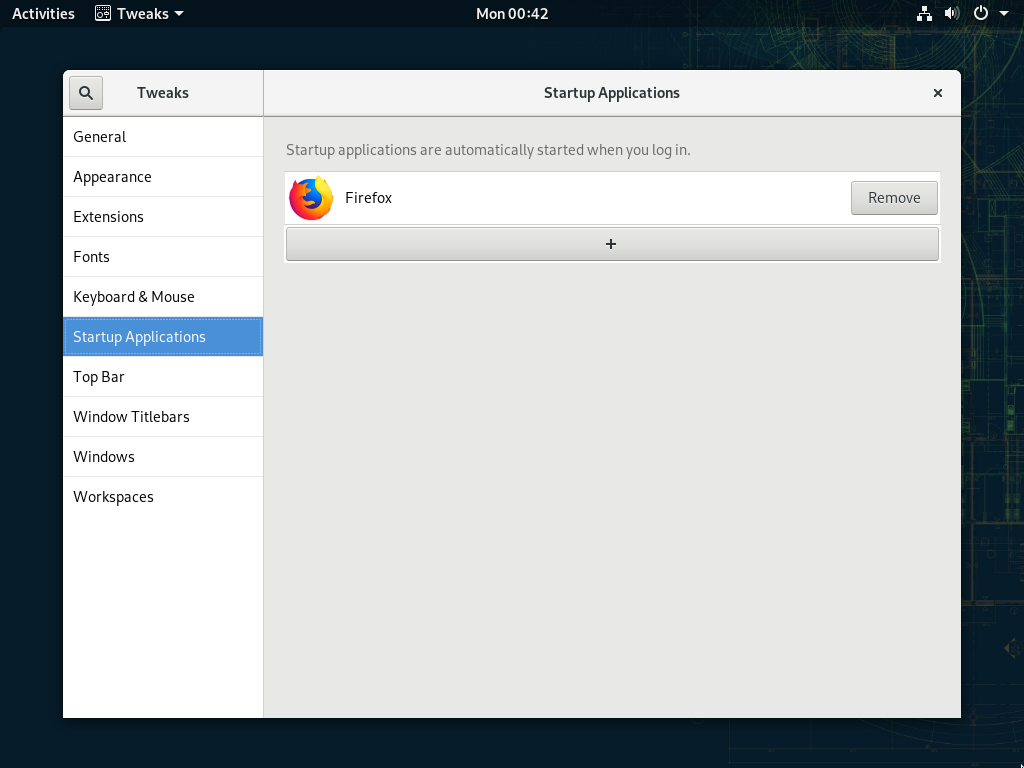 Activities
Tweaks
Mon 00:42
Tweaks
Startup Applications
General
Appearance
Extensions
Fonts
Keyboard & Mouse
Startup Applications
Top Bar
Window Titlebars
Windows
Workspaces
Startup applications are automatically started when you log in.
Firefox
Remove
+